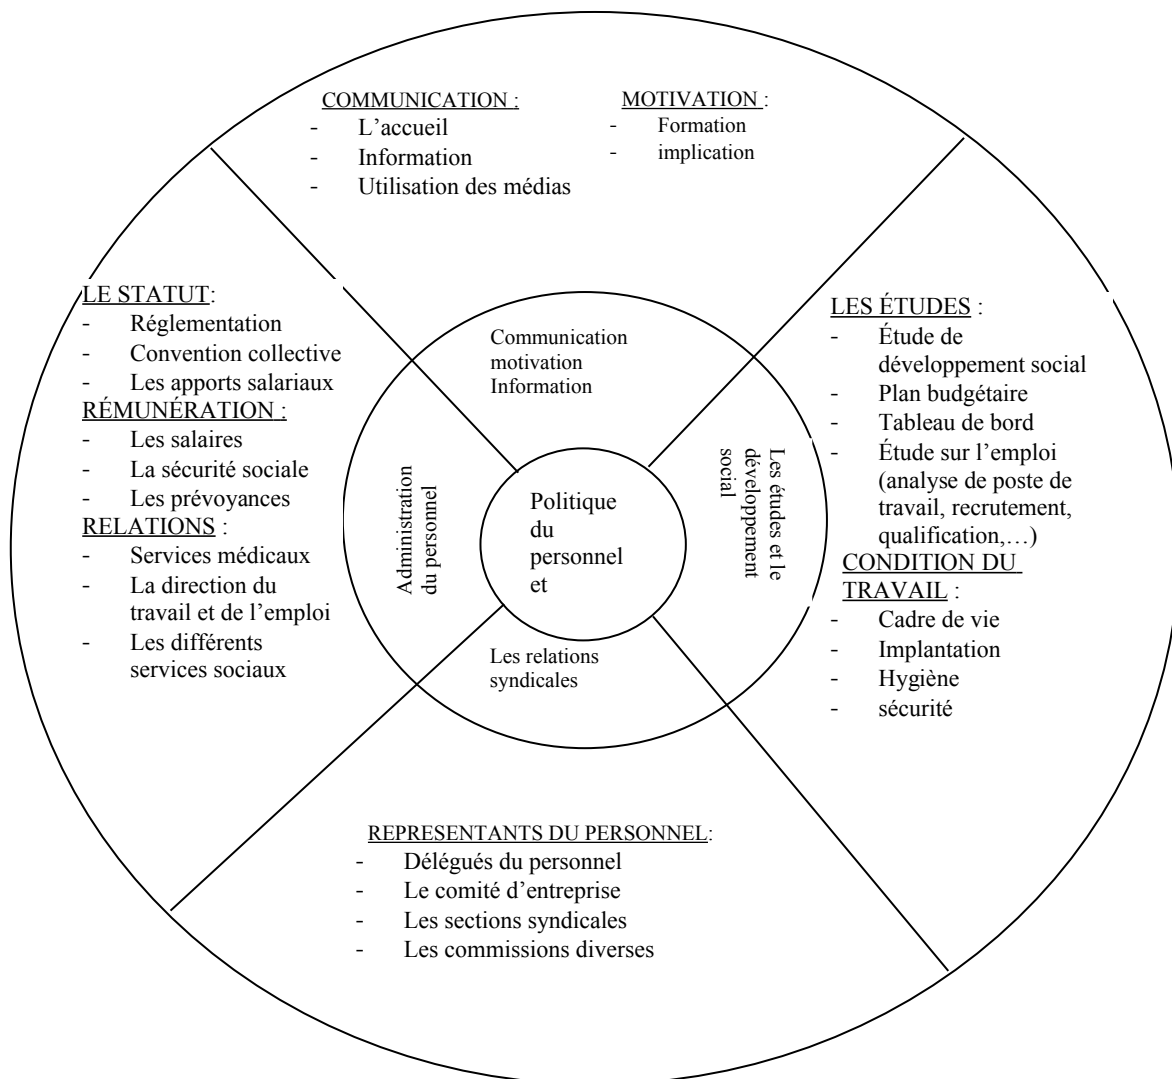 COMMUNICATION :
- L’accueil
- Information
- Utilisation des médias
MOTIVATION :
- Formation
- implication
LE STATUT:
- Réglementation
- Convention collective
- Les apports salariaux
RÉMUNÉRATION :
- Les salaires
- La sécurité sociale
- Les prévoyances
RELATIONS :
- Services médicaux
- La direction du
travail et de l’emploi
- Les différents
services sociaux
Communication
motivation
Information
Administration
du personnel
Politique
du
personnel
et
Les études et le
développement
social
Les relations
syndicales
LES ÉTUDES :
- Étude de
développement social
- Plan budgétaire
- Tableau de bord
- Étude sur l’emploi
(analyse de poste de
travail, recrutement,
qualification,…)
CONDITION DU
TRAVAIL :
- Cadre de vie
- Implantation
- Hygiène
- sécurité
REPRESENTANTS DU PERSONNEL:
- Délégués du personnel
- Le comité d’entreprise
- Les sections syndicales
- Les commissions diverses